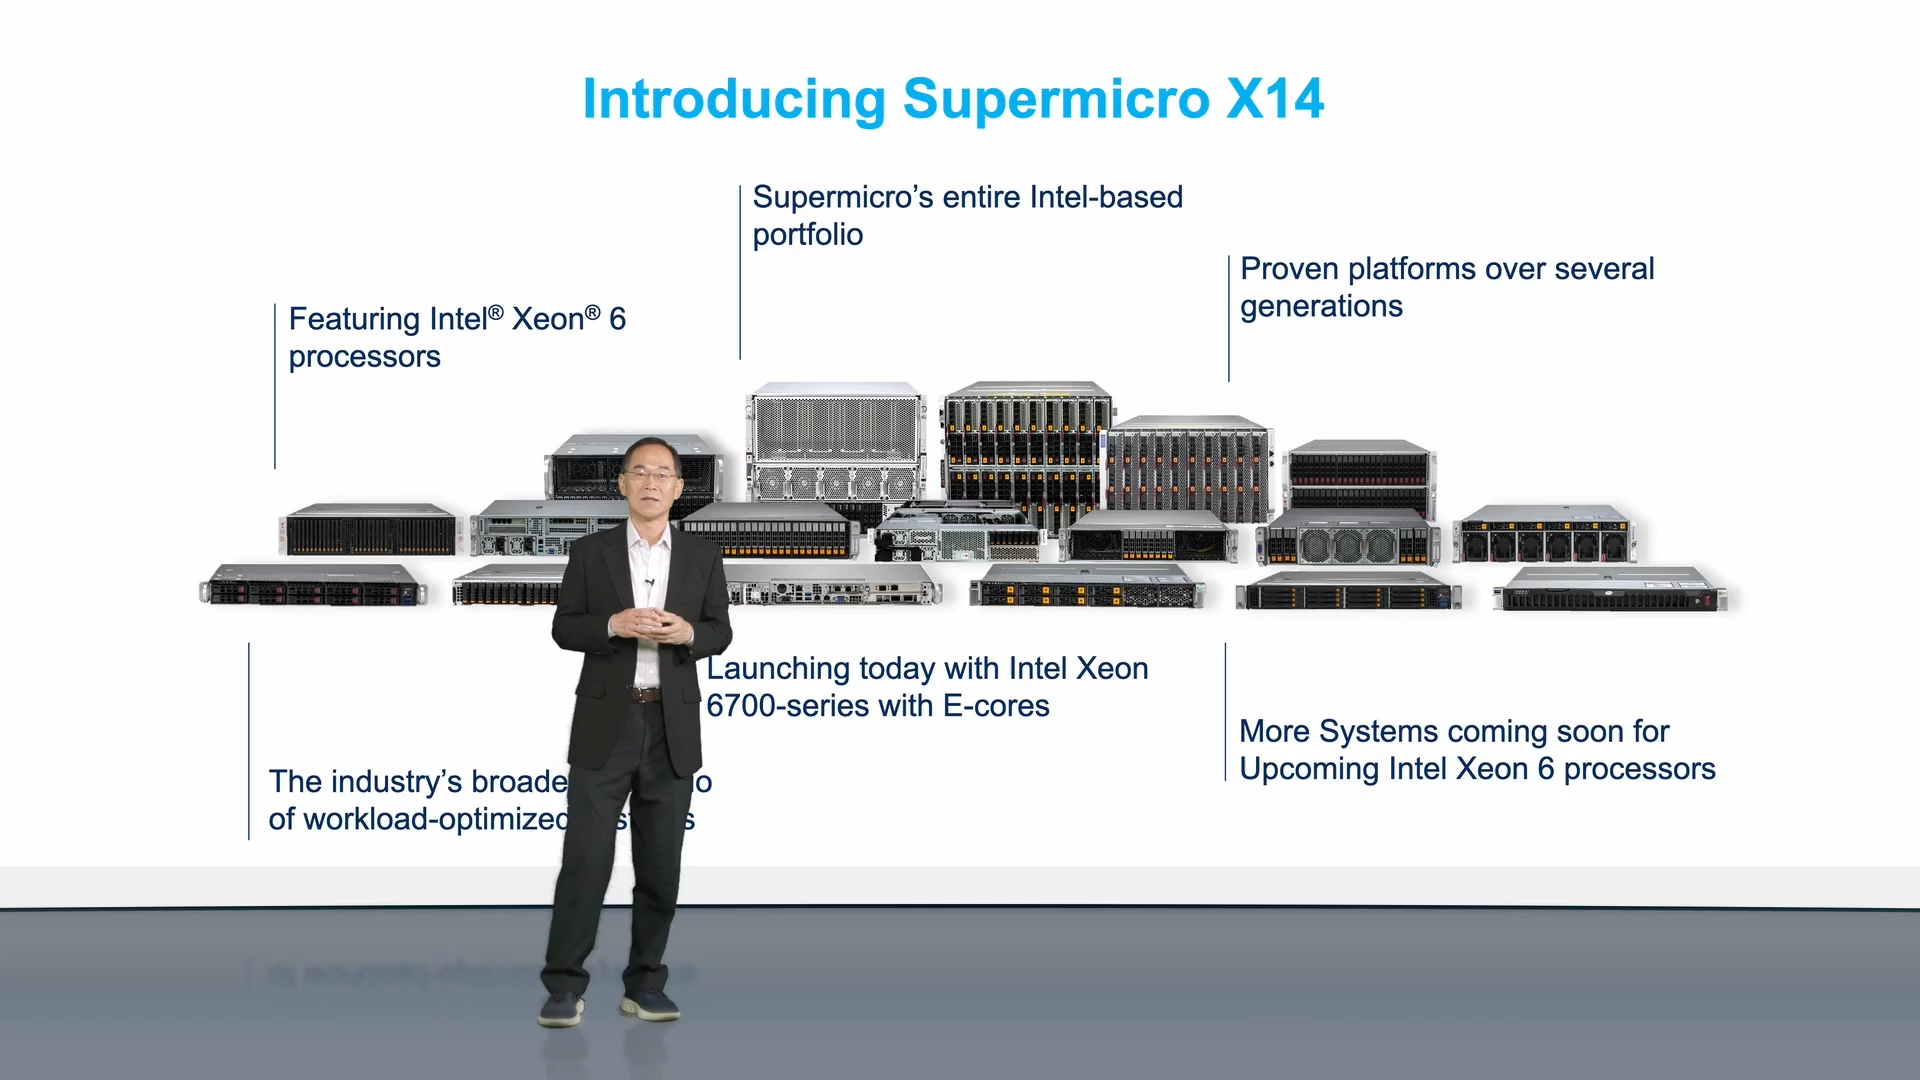 Introducing Supermicro X14
Supermicro’s entire Intel-based
portfolio
Proven platforms over several
generations
Featuring Intel® Xeon® 6
processors
Launching today with Intel Xeon
6700-series with E-cores
More Systems coming soon for
Upcoming Intel Xeon 6 processors
The industry’s
of workload-optimized